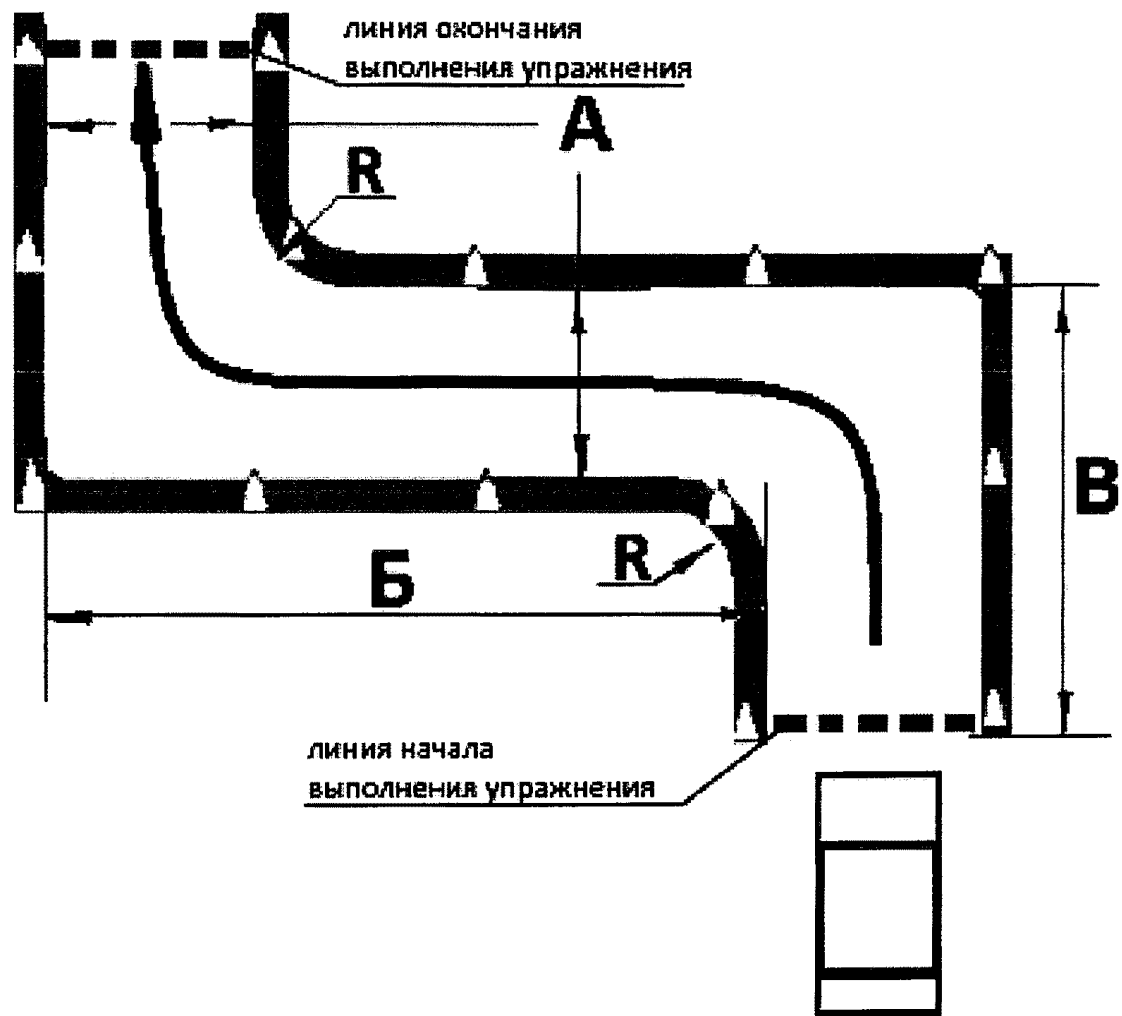 линия окончания
выполнения упражнения
А
R
В
R
Б
линия начала
выполнения упражнения